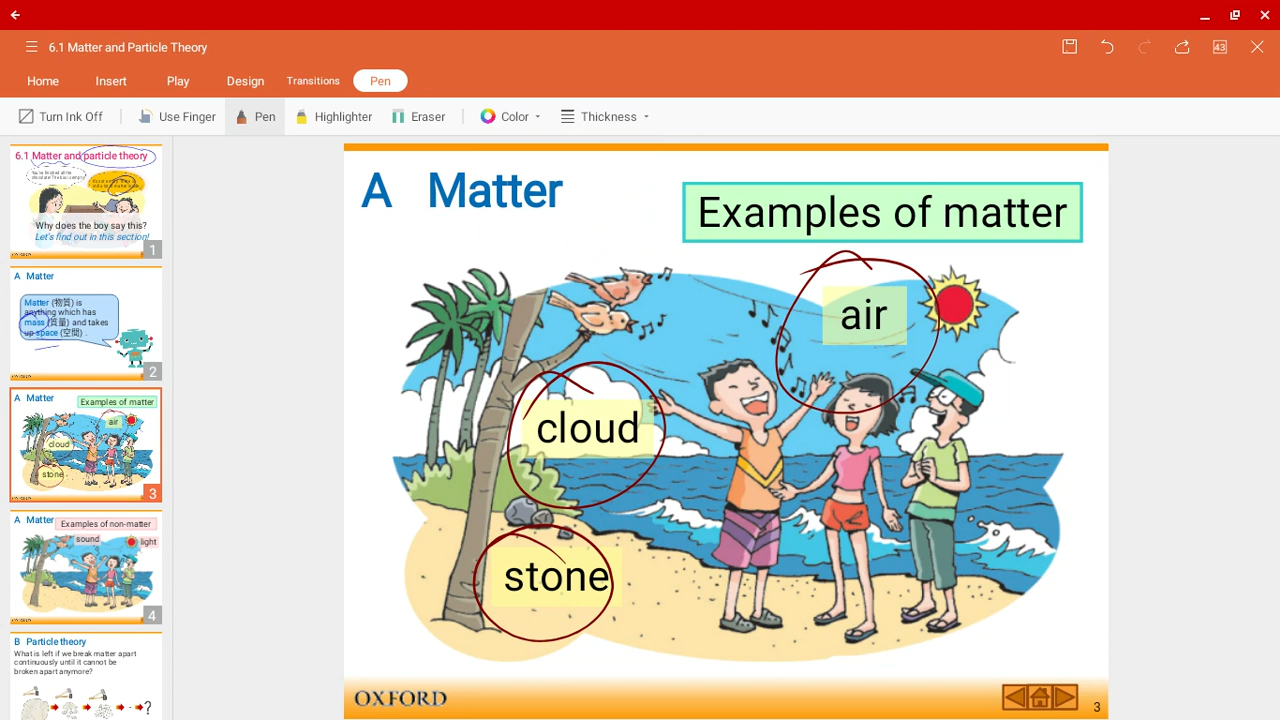 6.1 Matter and Particle Theory
43
Home Insert Play Design Transitions Pen
Turn Ink Off Use Finger Pen Highlighter Eraser Color Thickness
6.1 Matter and particle theory
Why does the boy say this?
Let's find out in this section!
1
A Matter
Matter (物質) is
anything which has
mass (質量) and takes
up space (空間) .
2
A Matter
Examples of matter
air
cloud
stone
3
A Matter
Examples of non-matter
sound
light
4
B Particle theory
What is left if we break matter apart
continuously until it cannot be
broken apart anymore?
?
A Matter
Examples of matter
air
cloud
stone
OXFORD
3